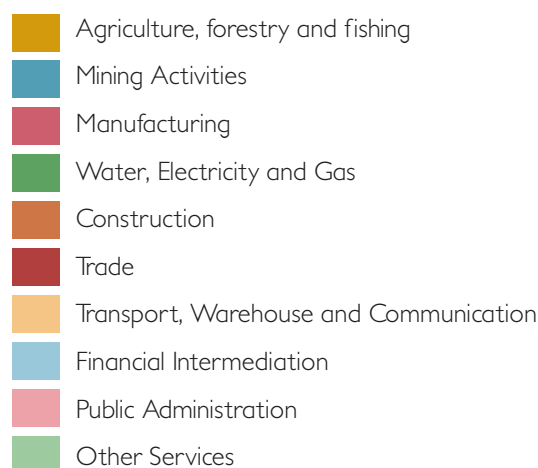 Agriculture, forestry and fishing
Mining Activities
Manufacturing
Water, Electricity and Gas
Construction
Trade
Transport, Warehouse and Communication
Financial Intermediation
Public Administration
Other Services